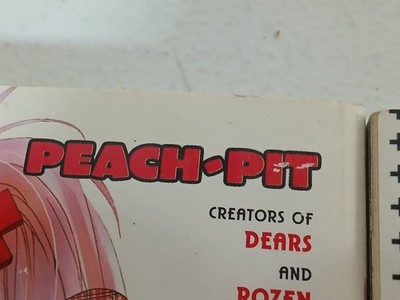 PEACH-PIT
CREATORS OF
DEARS
AND
ROZEN